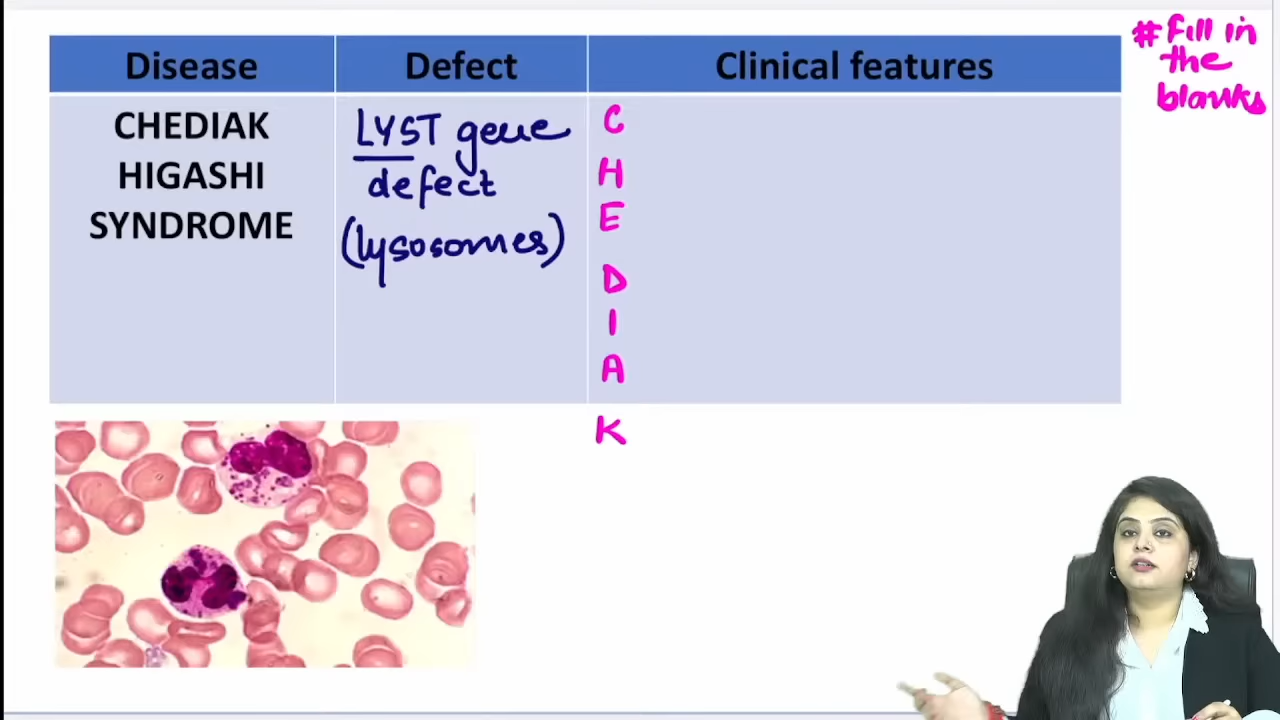 # Fill in
the
blanks
Disease
Defect
Clinical features
CHEDIAK
HIGASHI
SYNDROME
LYST gene
defect
(lysosomes)
C
H
E
D
I
A
K